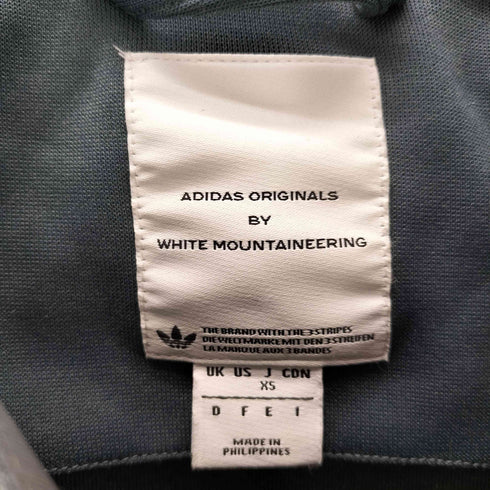 ADIDAS ORIGINALS
BY
WHITE MOUNTAINEERING
THE BRAND WITH THE 3 STRIPES
DIE WELTMARKE MIT DEN 3 STREIFEN
LA MARQUE AUX 3 BANDES
UK US J CDN
XS
D F E I
MADE IN
PHILIPPINES